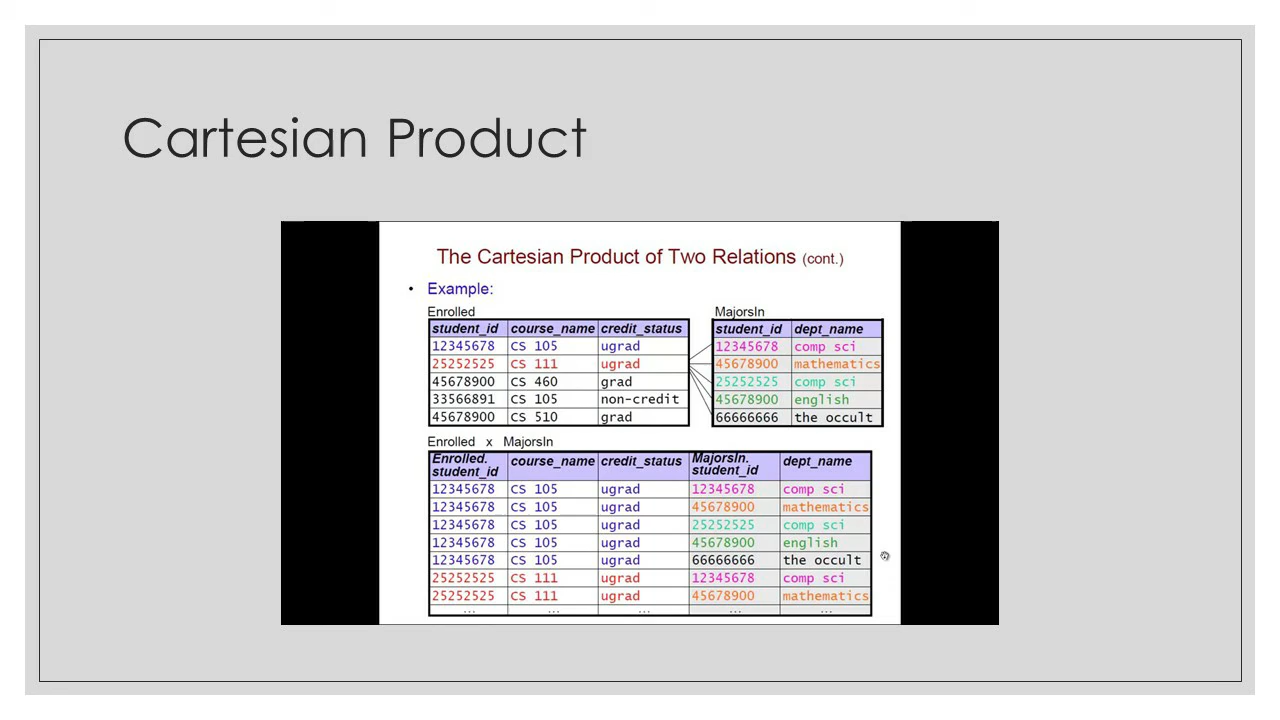 Cartesian Product
The Cartesian Product of Two Relations (cont.)
• Example:
Enrolled
student_id course_name credit_status
12345678 CS 105 ugrad
25252525 CS 111 ugrad
45678900 CS 460 grad
33566891 CS 105 non-credit
45678900 CS 510 grad
MajorsIn
student_id dept_name
12345678 comp sci
45678900 mathematics
25252525 comp sci
45678900 english
66666666 the occult
Enrolled x MajorsIn
Enrolled. student_id course_name credit_status MajorsIn. student_id dept_name
12345678 CS 105 ugrad 12345678 comp sci
12345678 CS 105 ugrad 45678900 mathematics
12345678 CS 105 ugrad 25252525 comp sci
12345678 CS 105 ugrad 45678900 english
12345678 CS 105 ugrad 66666666 the occult
25252525 CS 111 ugrad 12345678 comp sci
25252525 CS 111 ugrad 45678900 mathematics
... ... ... ... ...